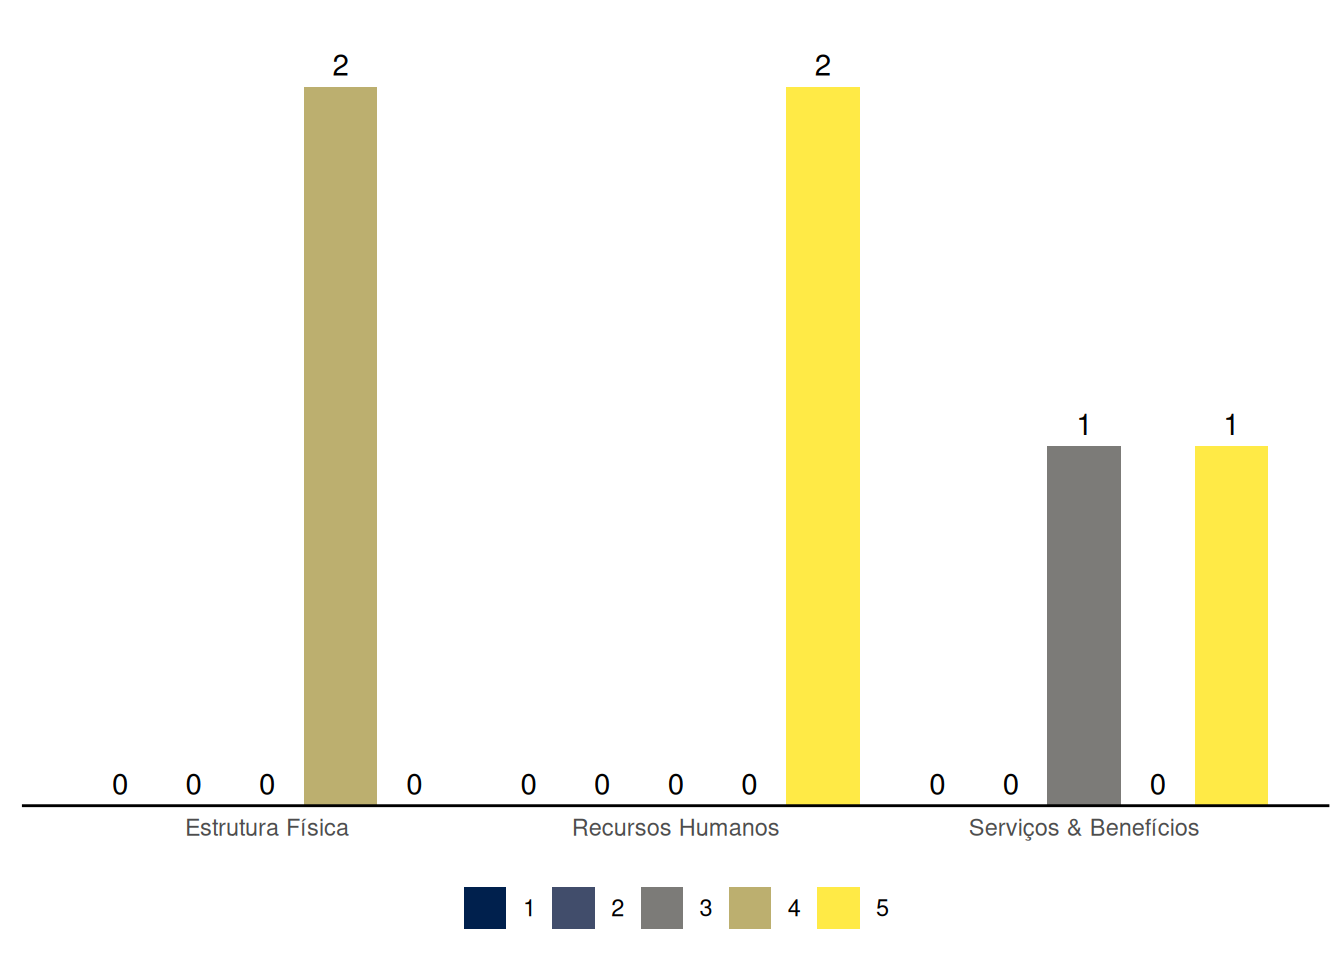 2 2
1 1
0 0 0 0 0 0 0 0 0 0 0
Estrutura Física Recursos Humanos Serviços & Benefícios
1 2 3 4 5